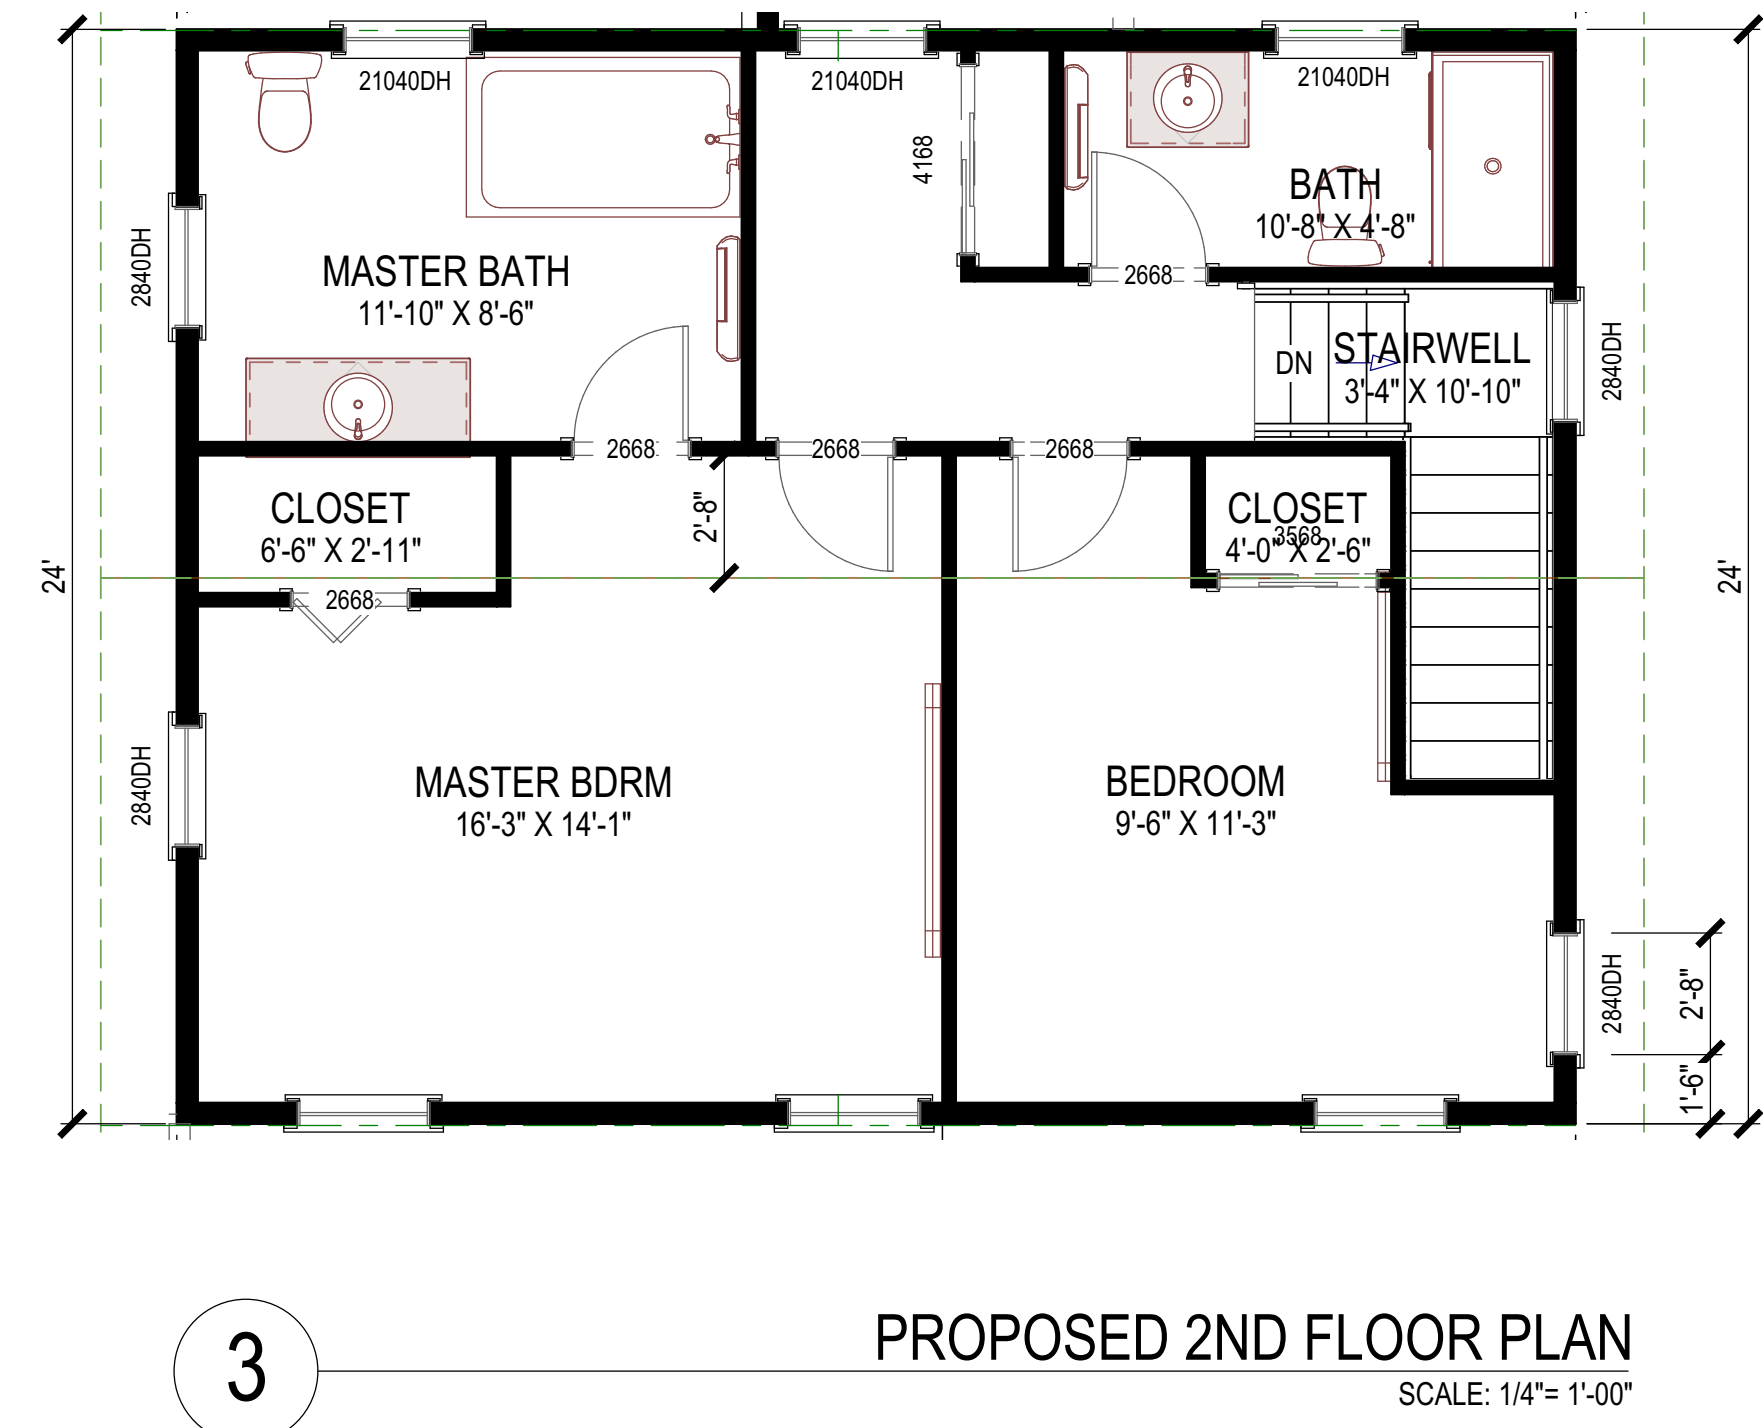 21040DH
21040DH
21040DH
4168
BATH
10'-8" X 4'-8"
2840DH
MASTER BATH
11'-10" X 8'-6"
2668
DN
STAIRWELL
3'-4" X 10'-10"
2840DH
2668
2668
2668
CLOSET
6'-6" X 2'-11"
2'-8"
CLOSET
3568
4'-0" X 2'-6"
24'
24'
2668
2840DH
MASTER BDRM
16'-3" X 14'-1"
BEDROOM
9'-6" X 11'-3"
2840DH
2'-8"
1'-6"
3
PROPOSED 2ND FLOOR PLAN
SCALE: 1/4"= 1'-00"